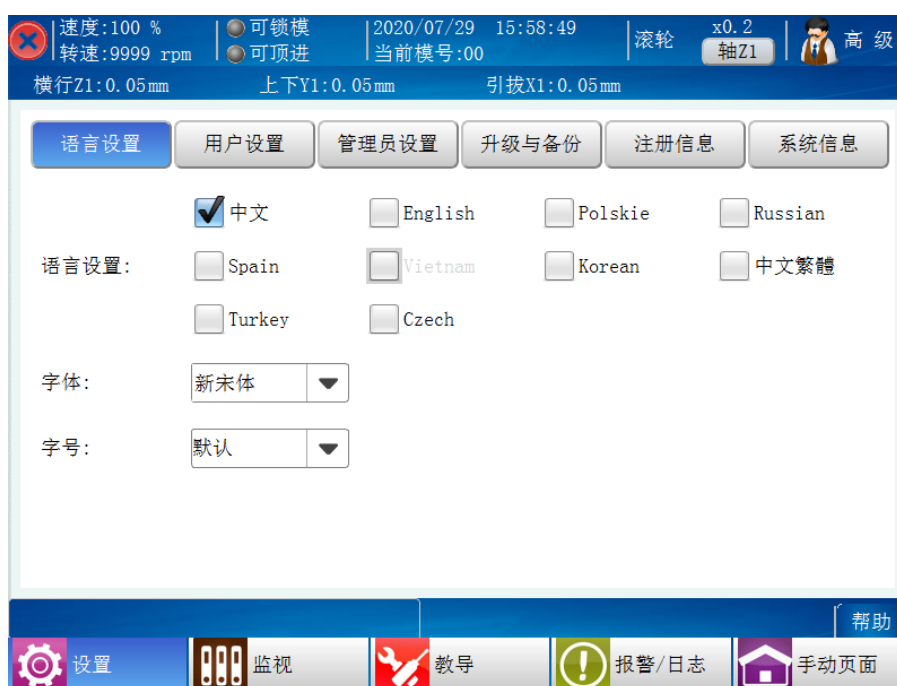 速度:100 % 可锁模 2020/07/29 15:58:49 滚轮 x0.2 高 级
转速:9999 rpm 可顶进 当前模号:00 轴Z1
横行Z1:0.05mm 上下Y1:0.05mm 引拔X1:0.05mm
语言设置 用户设置 管理员设置 升级与备份 注册信息 系统信息
中文 English Polskie Russian
语言设置: Spain Vietnam Korean 中文繁體
Turkey Czech
字体: 新宋体
字号: 默认
帮助
设置 监视 教导 报警/日志 手动页面